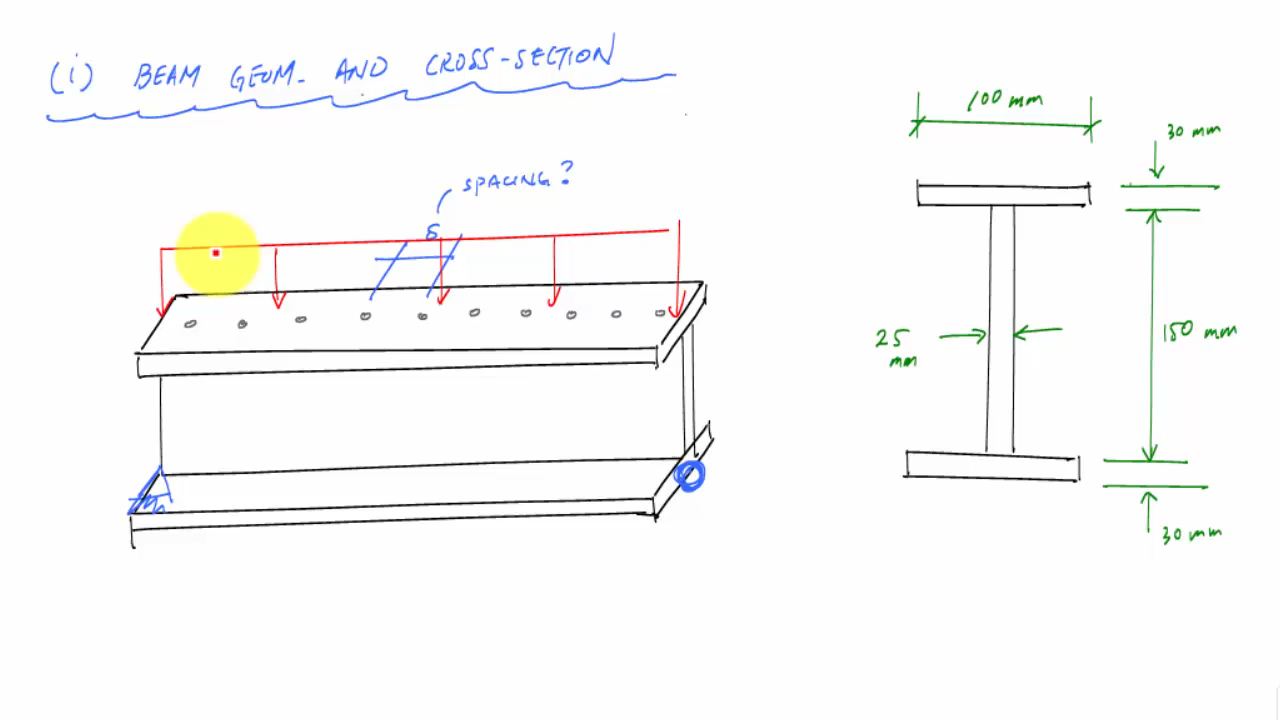 (i) BEAM GEOM. AND CROSS-SECTION
100 mm
30 mm
SPACING?
s
25
mm
150 mm
30 mm